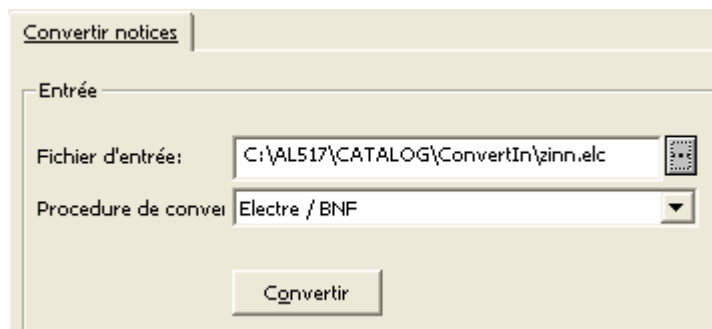 Convertir notices
Entrée
Fichier d'entrée: C:\AL517\CATALOG\ConvertIn\zinn.elc ...
Procedure de conver Electre / BNF
Convertir